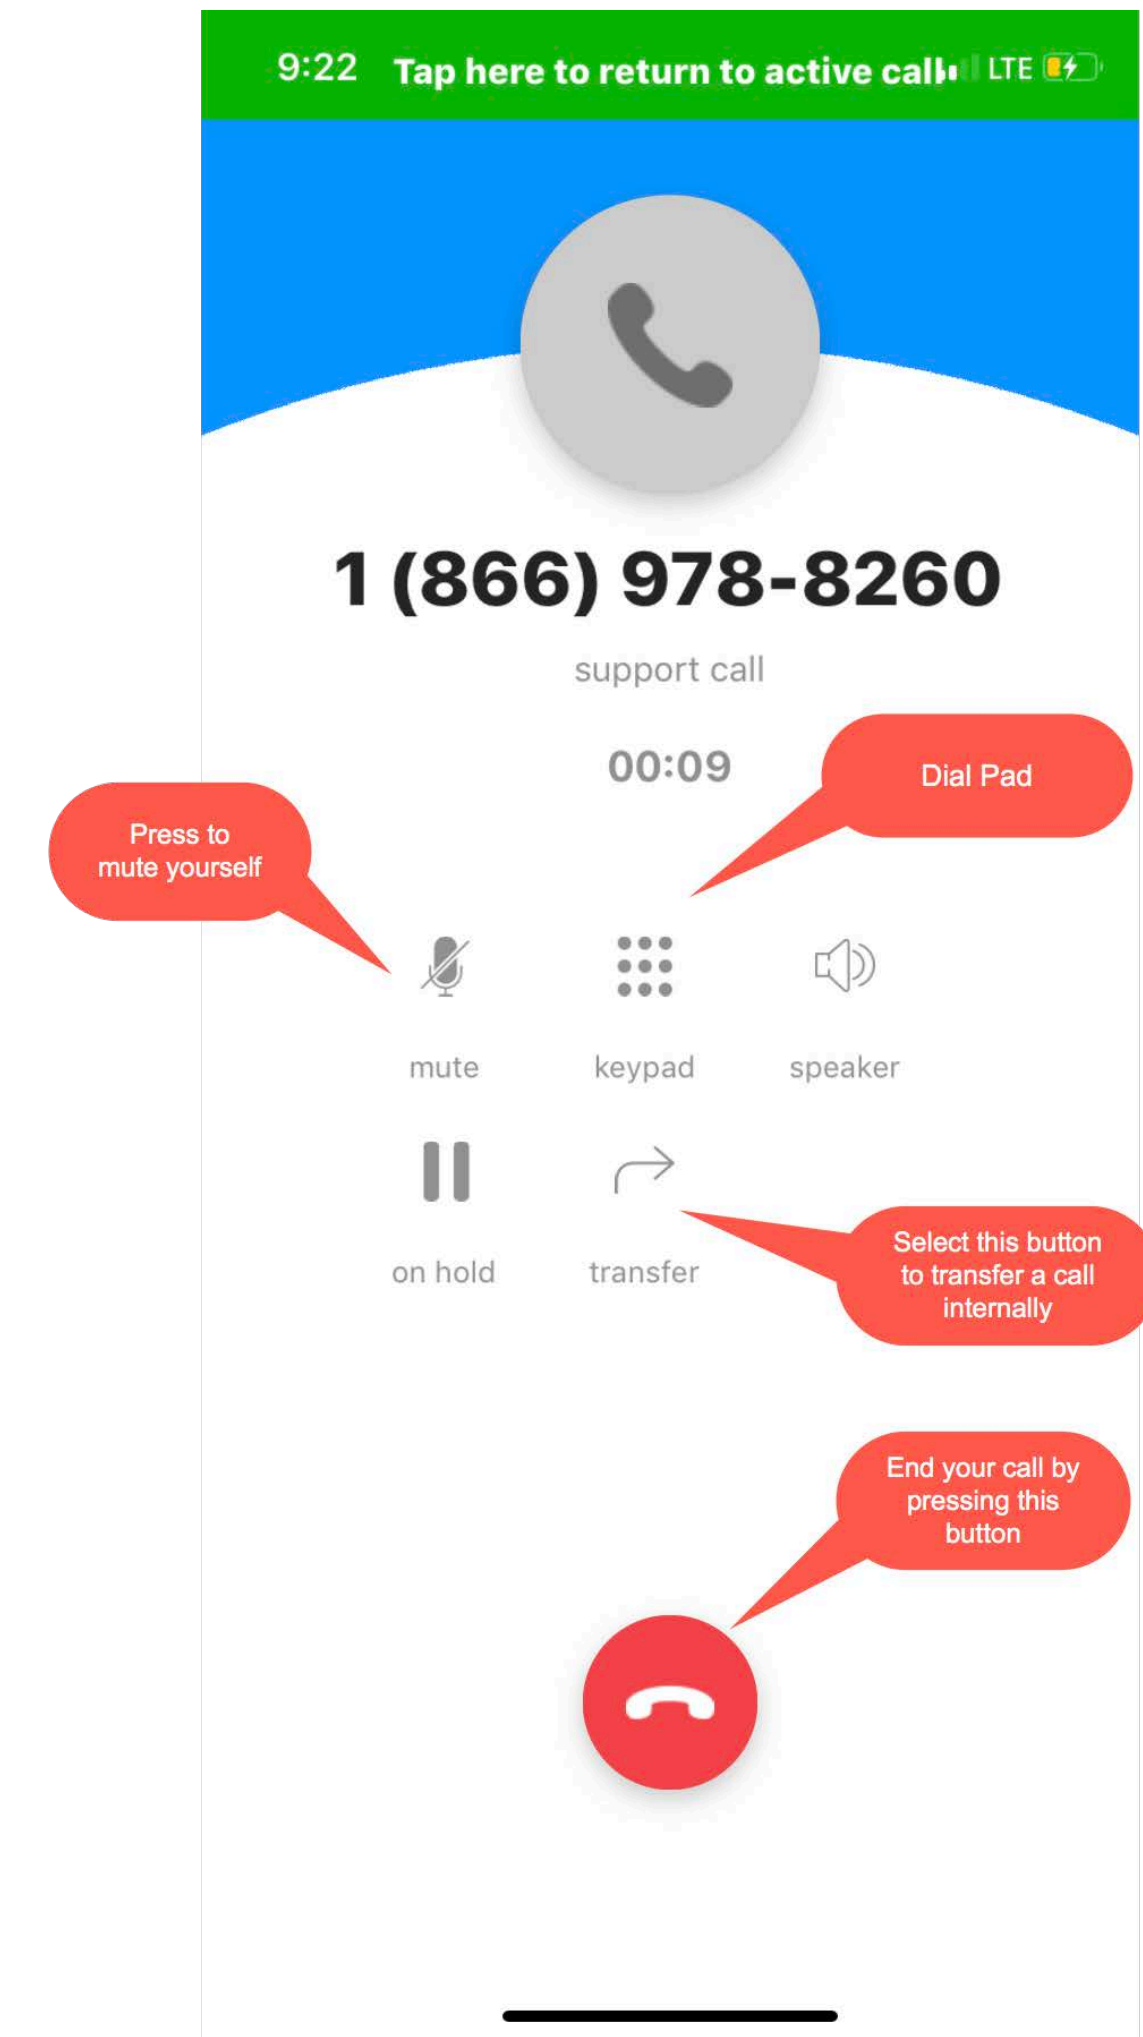 9:22 Tap here to return to active call LTE
1 (866) 978-8260
support call
00:09
Dial Pad
Press to
mute yourself
mute keypad speaker
on hold transfer
Select this button
to transfer a call
internally
End your call by
pressing this
button